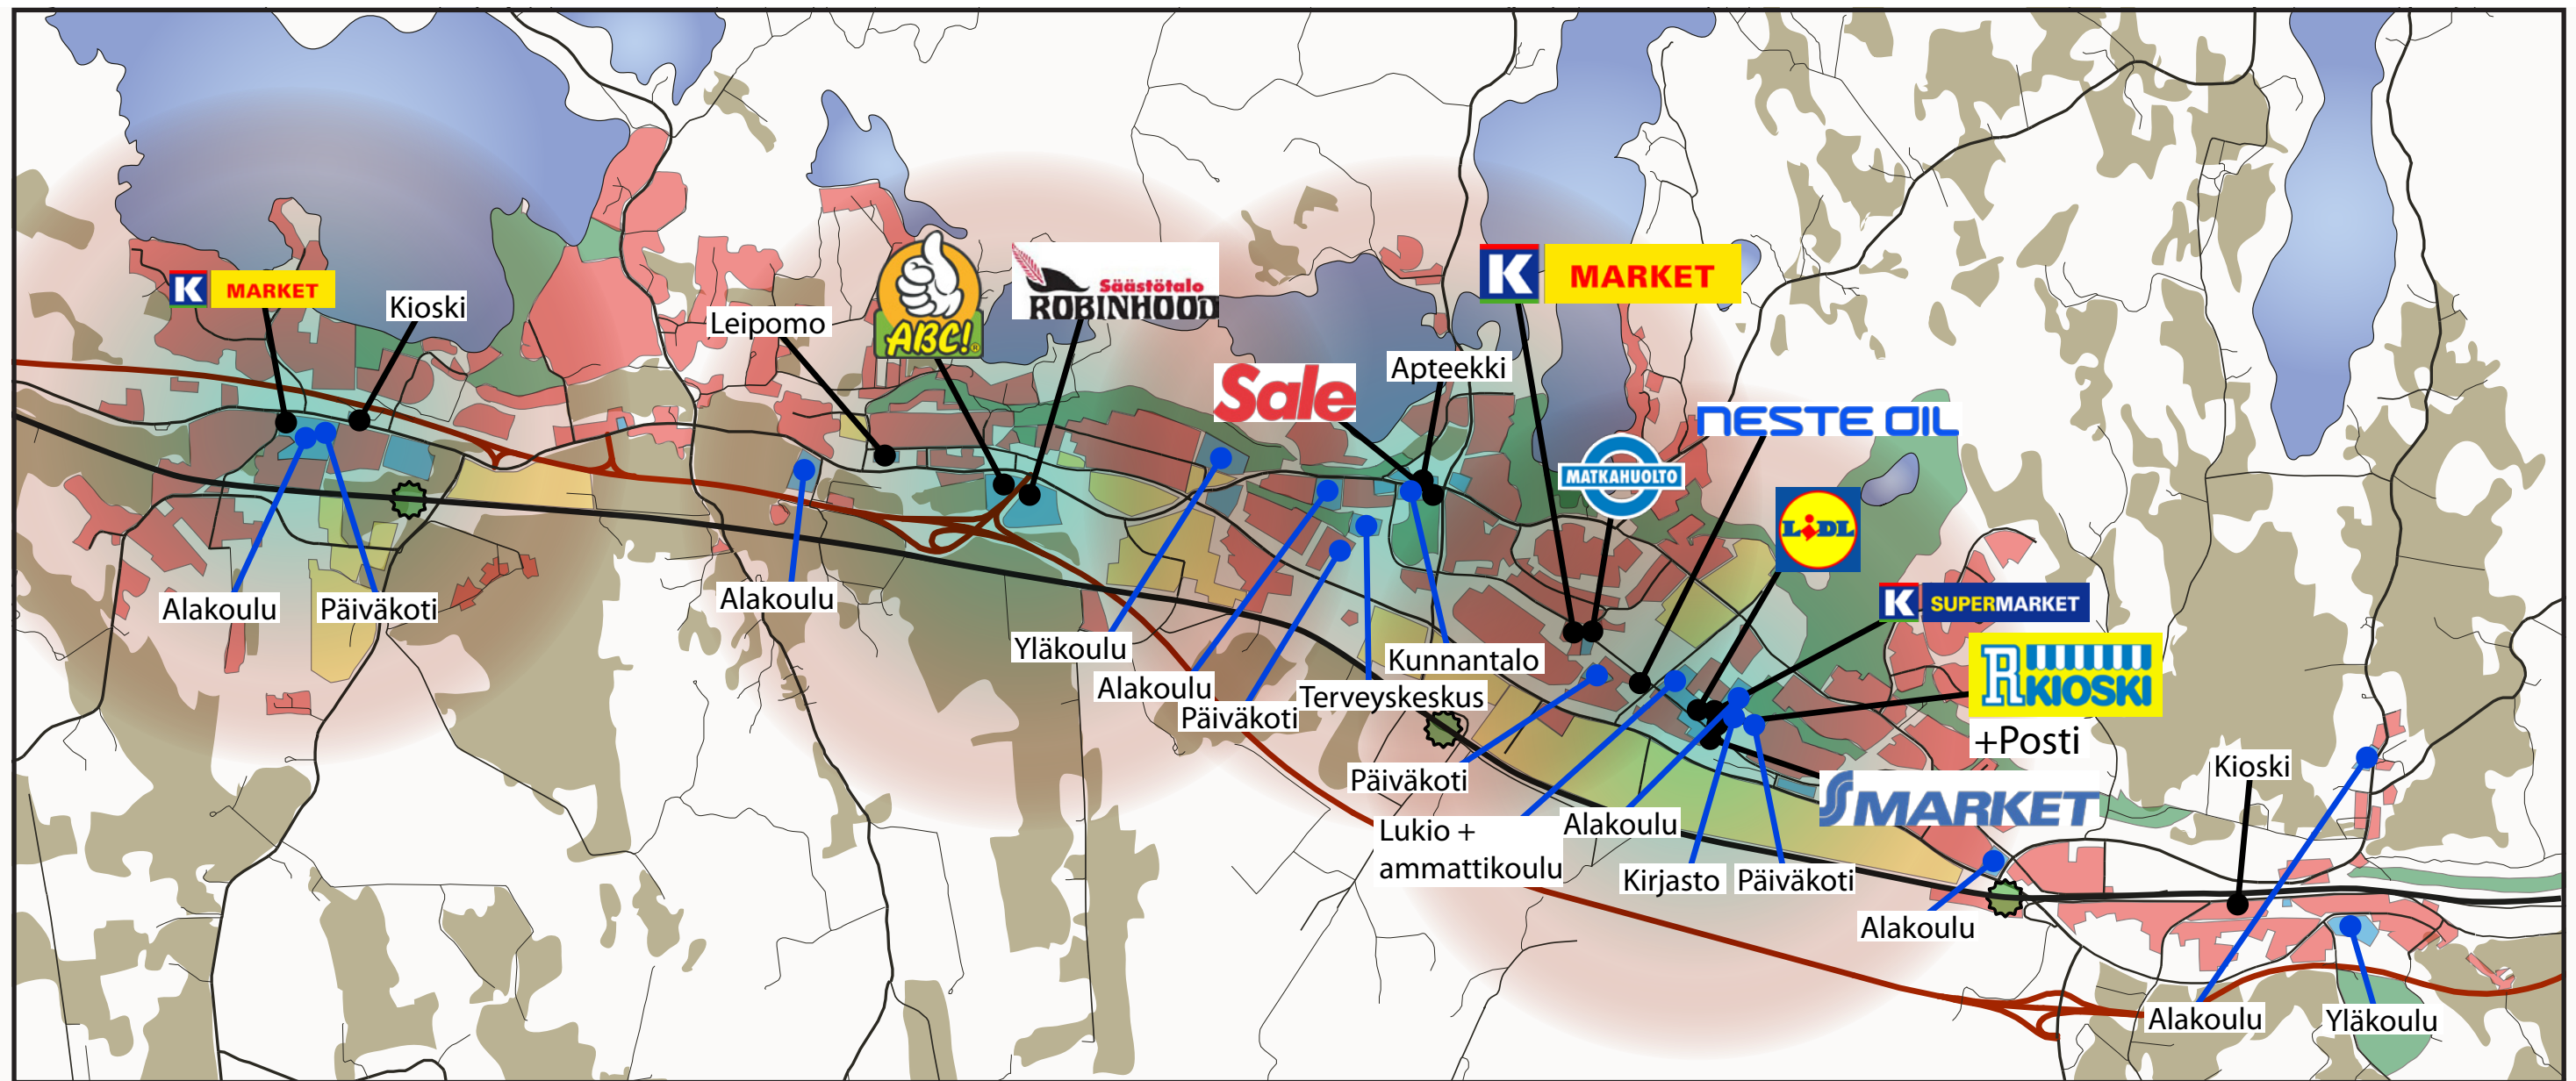 K MARKET
Kioski
Leipomo
ABC!
Säästötalo
ROBINHOOD
Sale
Apteekki
K MARKET
MATKAHUOLTO
NESTE OIL
LiDL
K SUPERMARKET
R KIOSKI
+Posti
S MARKET
Kioski
Alakoulu
Päiväkoti
Alakoulu
Yläkoulu
Alakoulu
Päiväkoti
Terveyskeskus
Kunnantalo
Päiväkoti
Lukio +
ammattikoulu
Alakoulu
Kirjasto
Päiväkoti
Alakoulu
Alakoulu
Yläkoulu